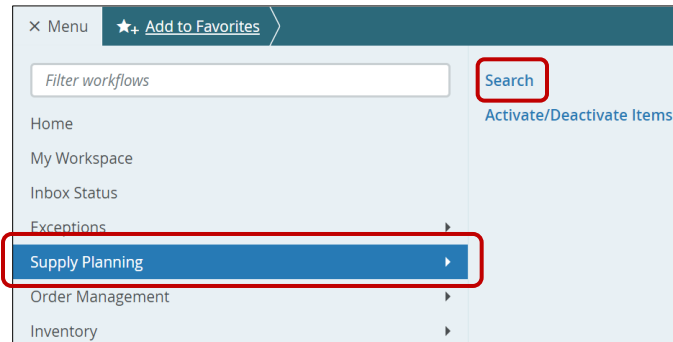 × Menu
Add to Favorites
Filter workflows
Search
Home
Activate/Deactivate Items
My Workspace
Inbox Status
Exceptions
Supply Planning
Order Management
Inventory